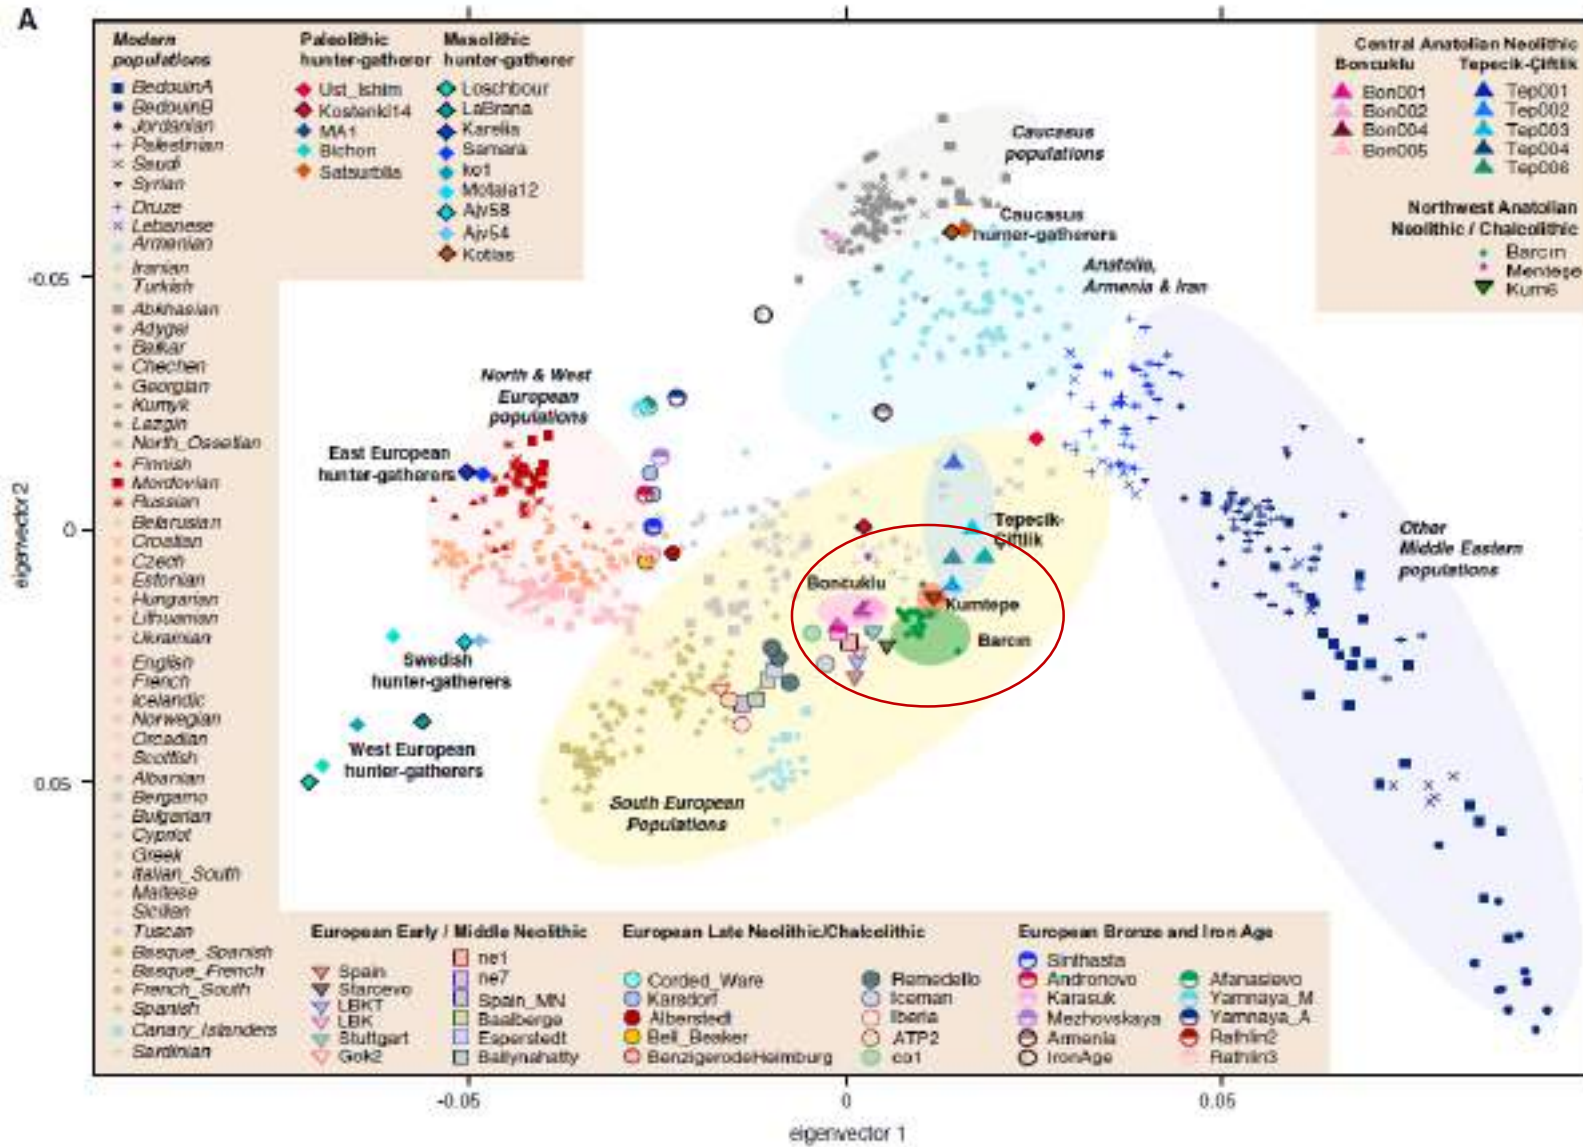 A
Modern
populations
BedouinA
BedouinB
Jordanian
Palestinian
Saudi
Syrian
Druze
Lebanese
Armenian
Iranian
Turkish
Abkhasian
Adygei
Balkar
Chechen
Georgian
Kumyk
Lezgin
North_Ossetian
Finnish
Mordovian
Russian
Belarusian
Croatian
Czech
Estonian
Hungarian
Lithuanian
Ukrainian
English
French
Icelandic
Norwegian
Orcadian
Scottish
Albanian
Bergamo
Bulgarian
Cypriot
Greek
Italian_South
Maltese
Sicilian
Tuscan
Basque_Spanish
Basque_French
French_South
Spanish
Canary_Islanders
Sardinian
Paleolithic
hunter-gatherer
Ust_Ishim
Kostenki14
MA1
Bichon
Satsurblia
Mesolithic
hunter-gatherer
Loschbour
LaBrana
Karelia
Samara
ko1
Motala12
Ajv58
Ajv54
Kotias
Central Anatolian Neolithic
Boncuklu
Bon001
Bon002
Bon004
Bon005
Tepecik-Çiftlik
Tep001
Tep002
Tep003
Tep004
Tep006
Northwest Anatolian
Neolithic / Chalcolithic
Barcın
Menteşe
Kum6
Caucasus
populations
Caucasus
hunter-gatherers
Anatolia,
Armenia & Iran
North & West
European
populations
East European
hunter-gatherers
Tepecik-
Çiftlik
Boncuklu
Kumtepe
Barcın
Other
Middle Eastern
populations
Swedish
hunter-gatherers
West European
hunter-gatherers
South European
Populations
European Early / Middle Neolithic
Spain
Starcevo
LBKT
LBK
Stuttgart
Gok2
ne1
ne7
Spain_MN
Baalberge
Esperstedt
Ballynahatty
European Late Neolithic/Chalcolithic
Corded_Ware
Karsdorf
Alberstedt
Bell_Beaker
BenzigerodeHeimburg
Remedello
Iceman
Iberia
ATP2
co1
European Bronze and Iron Age
Sinthasta
Andronovo
Karasuk
Mezhovskaya
Armenia
IronAge
Afanasievo
Yamnaya_M
Yamnaya_A
Rathlin2
Rathlin3
-0.05
0
0.05
eigenvector 2
-0.05
0
0.05
eigenvector 1